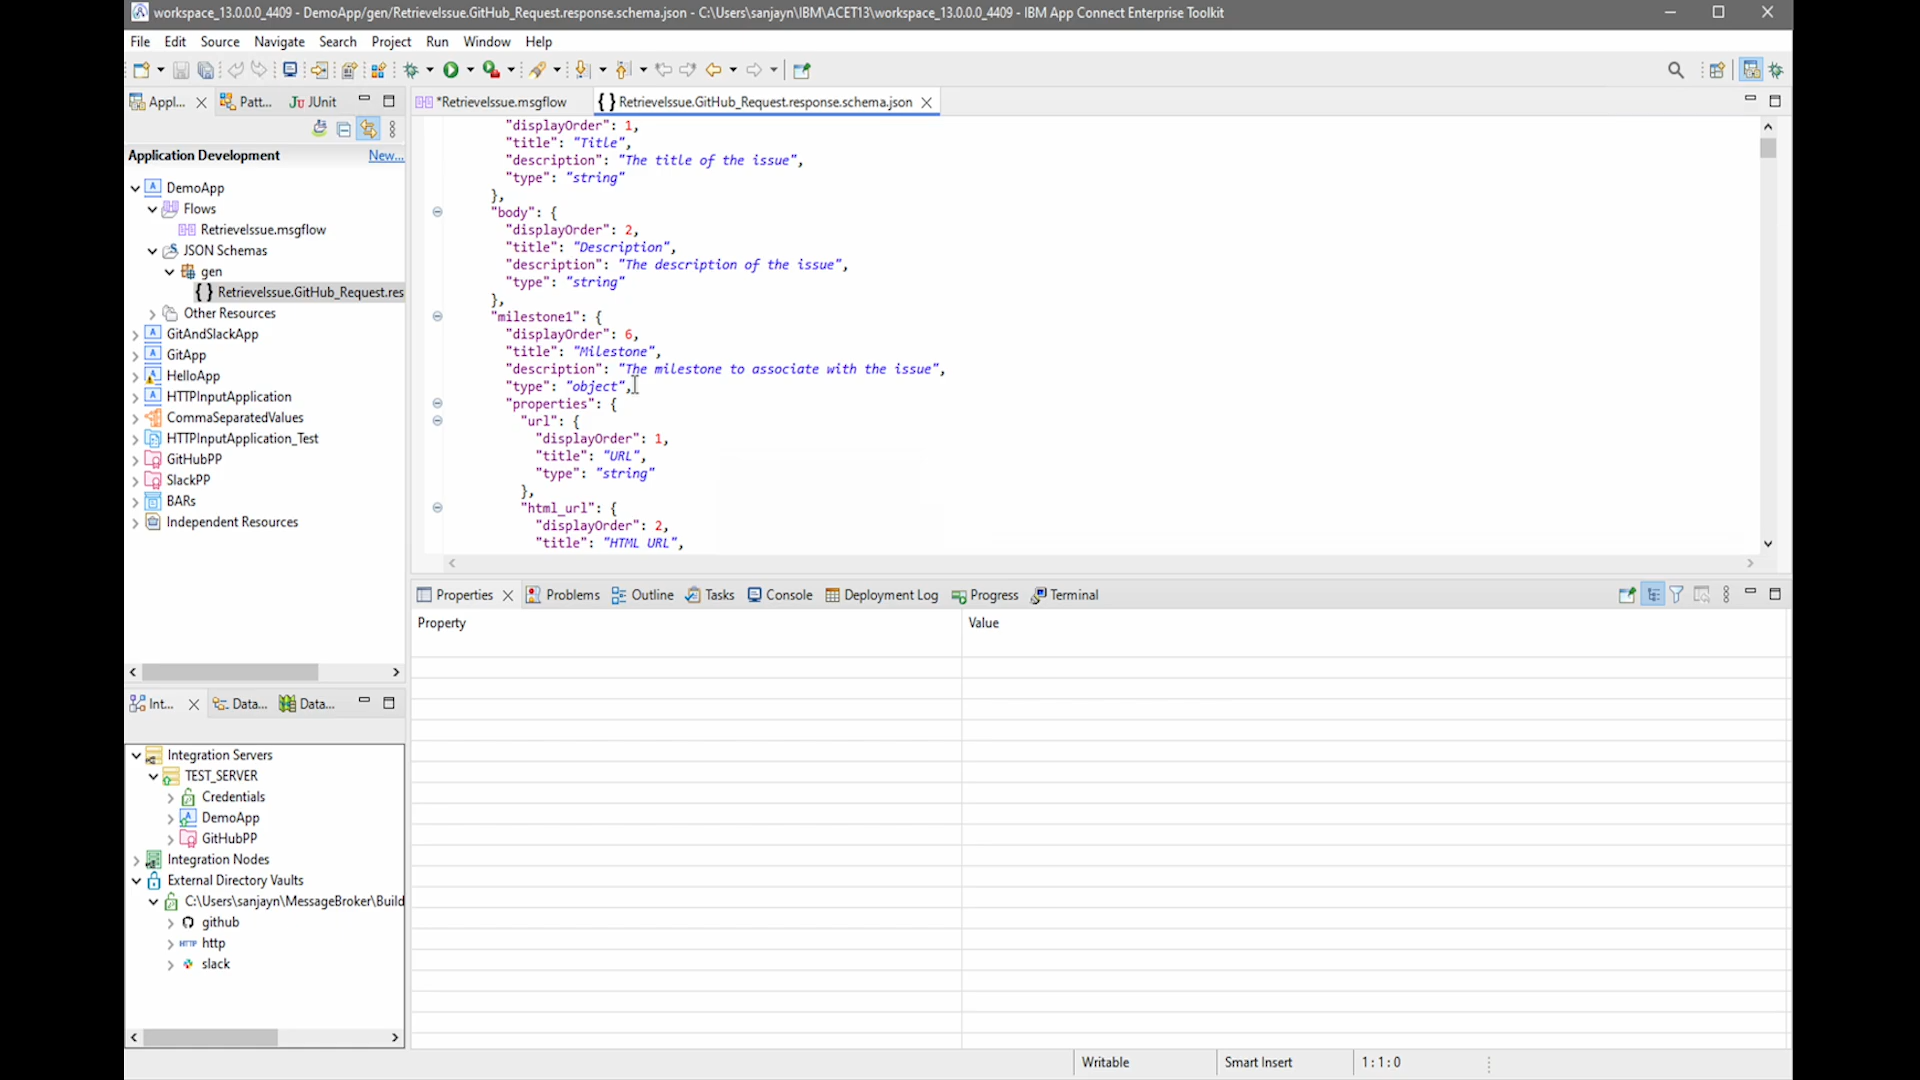 workspace_13.0.0.0_4409 - DemoApp/gen/RetrieveIssue.GitHub_Request.response.schema.json - C:\Users\sanjayn\IBM\ACET13\workspace_13.0.0.0_4409 - IBM App Connect Enterprise Toolkit
File Edit Source Navigate Search Project Run Window Help
Appl... Patt... JUnit
*RetrieveIssue.msgflow
RetrieveIssue.GitHub_Request.response.schema.json
Application Development New...
DemoApp
Flows
RetrieveIssue.msgflow
JSON Schemas
gen
RetrieveIssue.GitHub_Request.res
Other Resources
GitAndSlackApp
GitApp
HelloApp
HTTPInputApplication
CommaSeparatedValues
HTTPInputApplication_Test
GitHubPP
SlackPP
BARs
Independent Resources
"displayOrder": 1,
"title": "Title",
"description": "The title of the issue",
"type": "string"
},
"body": {
"displayOrder": 2,
"title": "Description",
"description": "The description of the issue",
"type": "string"
},
"milestone1": {
"displayOrder": 6,
"title": "Milestone",
"description": "The milestone to associate with the issue",
"type": "object",
"properties": {
"url": {
"displayOrder": 1,
"title": "URL",
"type": "string"
},
"html_url": {
"displayOrder": 2,
"title": "HTML URL",
Properties Problems Outline Tasks Console Deployment Log Progress Terminal
Property Value
Int... Data... Data...
Integration Servers
TEST_SERVER
Credentials
DemoApp
GitHubPP
Integration Nodes
External Directory Vaults
C:\Users\sanjayn\MessageBroker\Build
github
HTTP http
slack
Writable Smart Insert 1:1:0